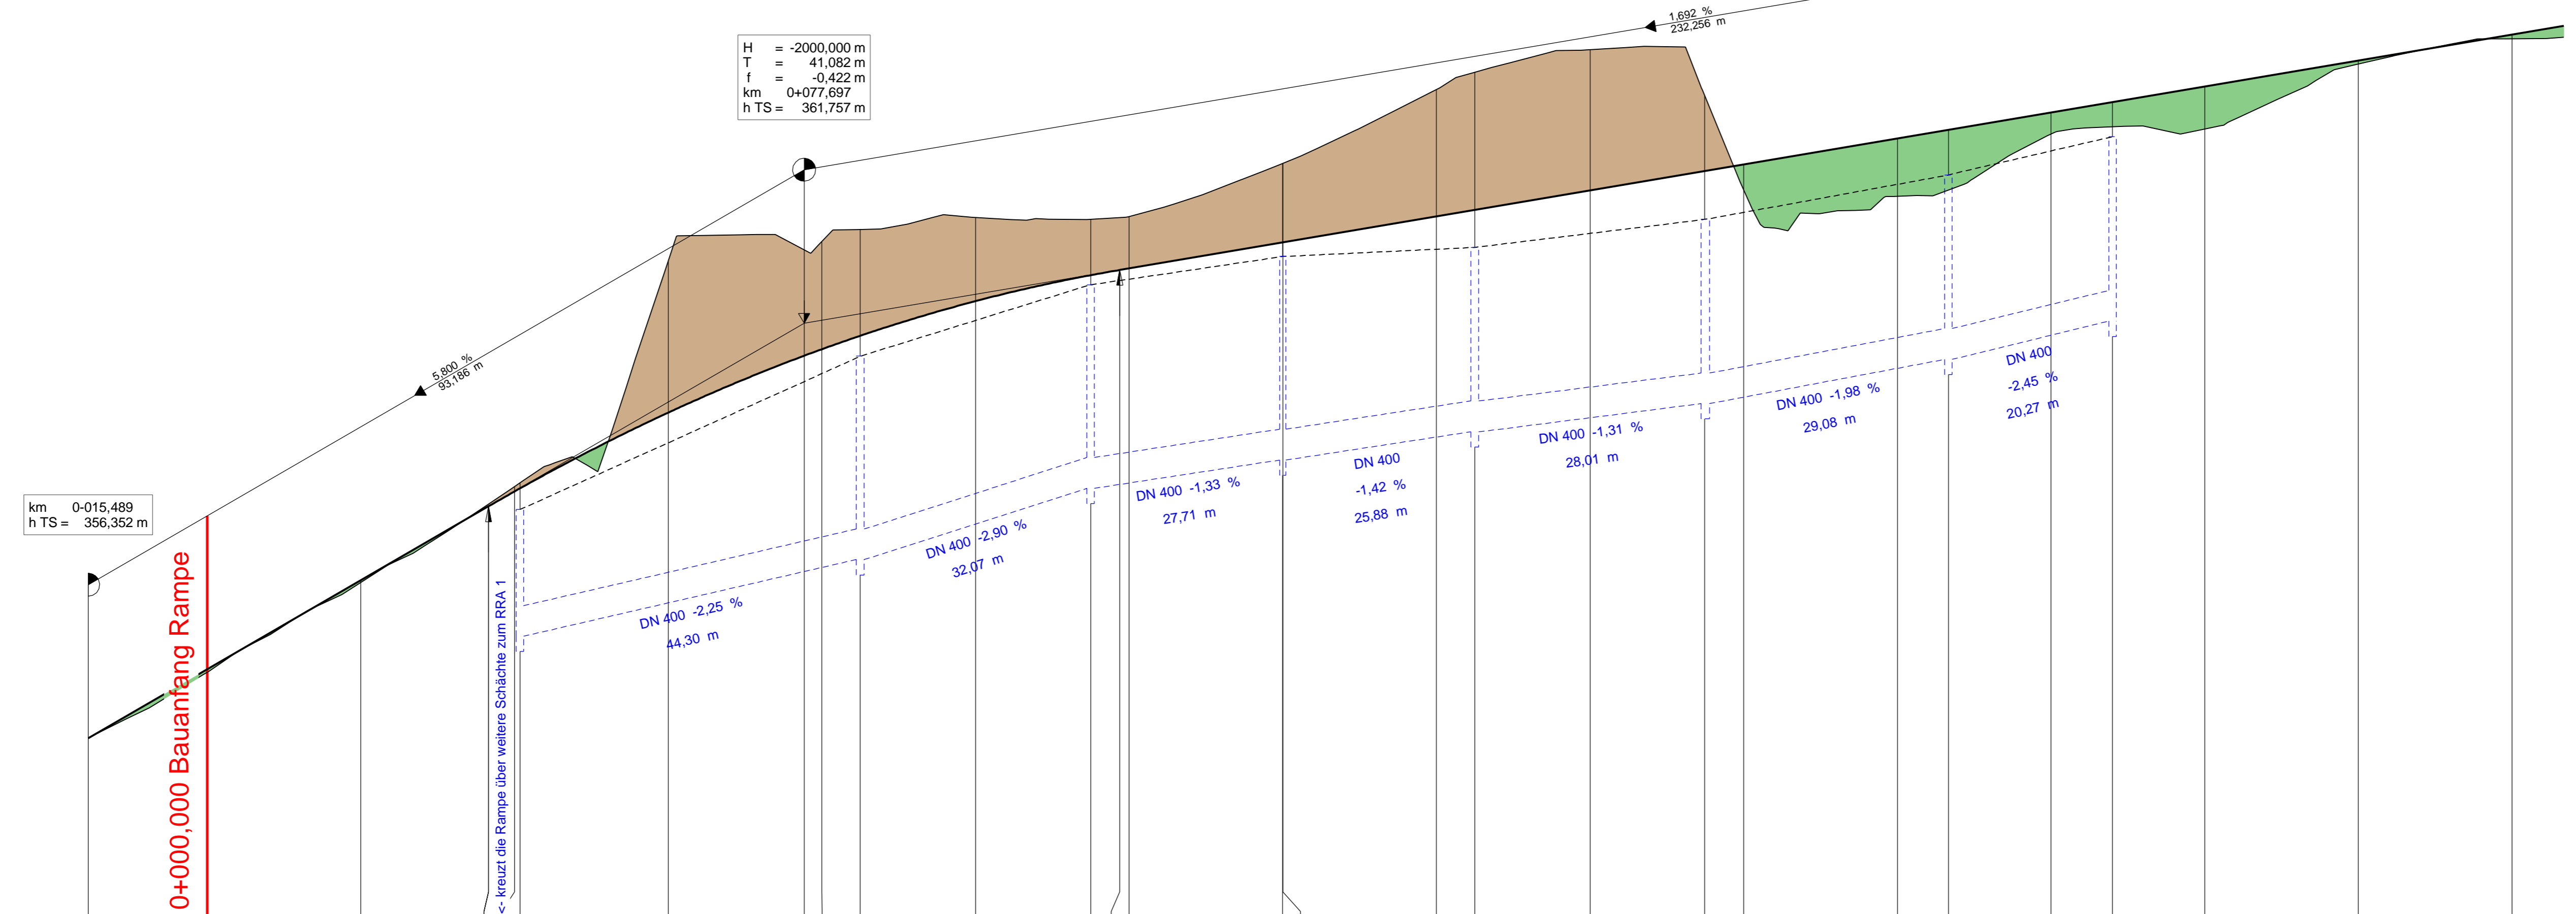 1,692 %
232,256 m
H = -2000,000 m
T = 41,082 m
f = -0,422 m
km 0+077,697
h TS = 361,757 m
5,800 %
93,186 m
km 0-015,489
h TS = 356,352 m
0+000,000 Bauanfang Rampe
<- kreuzt die Rampe über weitere Schächte zum RRA 1
DN 400 -2,25 %
44,30 m
DN 400 -2,90 %
32,07 m
DN 400 -1,33 %
27,71 m
DN 400
-1,42 %
25,88 m
DN 400 -1,31 %
28,01 m
DN 400 -1,98 %
29,08 m
DN 400
-2,45 %
20,27 m